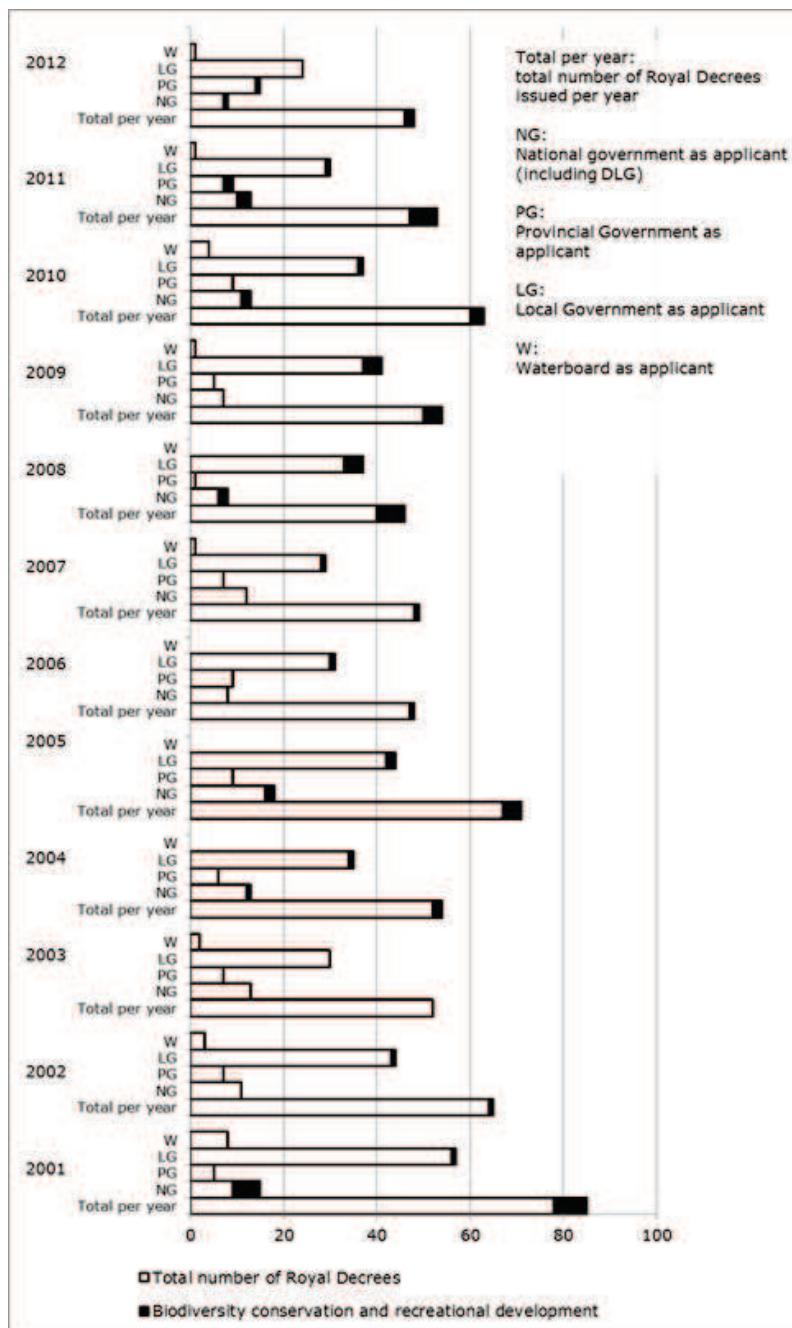 2012
W
LG
PG
NG
Total per year
2011
W
LG
PG
NG
Total per year
2010
W
LG
PG
NG
Total per year
2009
W
LG
PG
NG
Total per year
2008
W
LG
PG
NG
Total per year
2007
W
LG
PG
NG
Total per year
2006
W
LG
PG
NG
Total per year
2005
W
LG
PG
NG
Total per year
2004
W
LG
PG
NG
Total per year
2003
W
LG
PG
NG
Total per year
2002
W
LG
PG
NG
Total per year
2001
W
LG
PG
NG
Total per year
0 20 40 60 80 100
Total per year:
total number of Royal Decrees
issued per year
NG:
National government as applicant
(including DLG)
PG:
Provincial Government as
applicant
LG:
Local Government as applicant
W:
Waterboard as applicant
Total number of Royal Decrees
Biodiversity conservation and recreational development